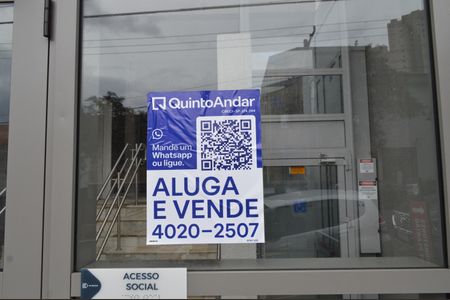 QuintoAndar
Mande um
Whatsapp
ou ligue.
ALUGA
E VENDE
4020-2507
ACESSO
SOCIAL